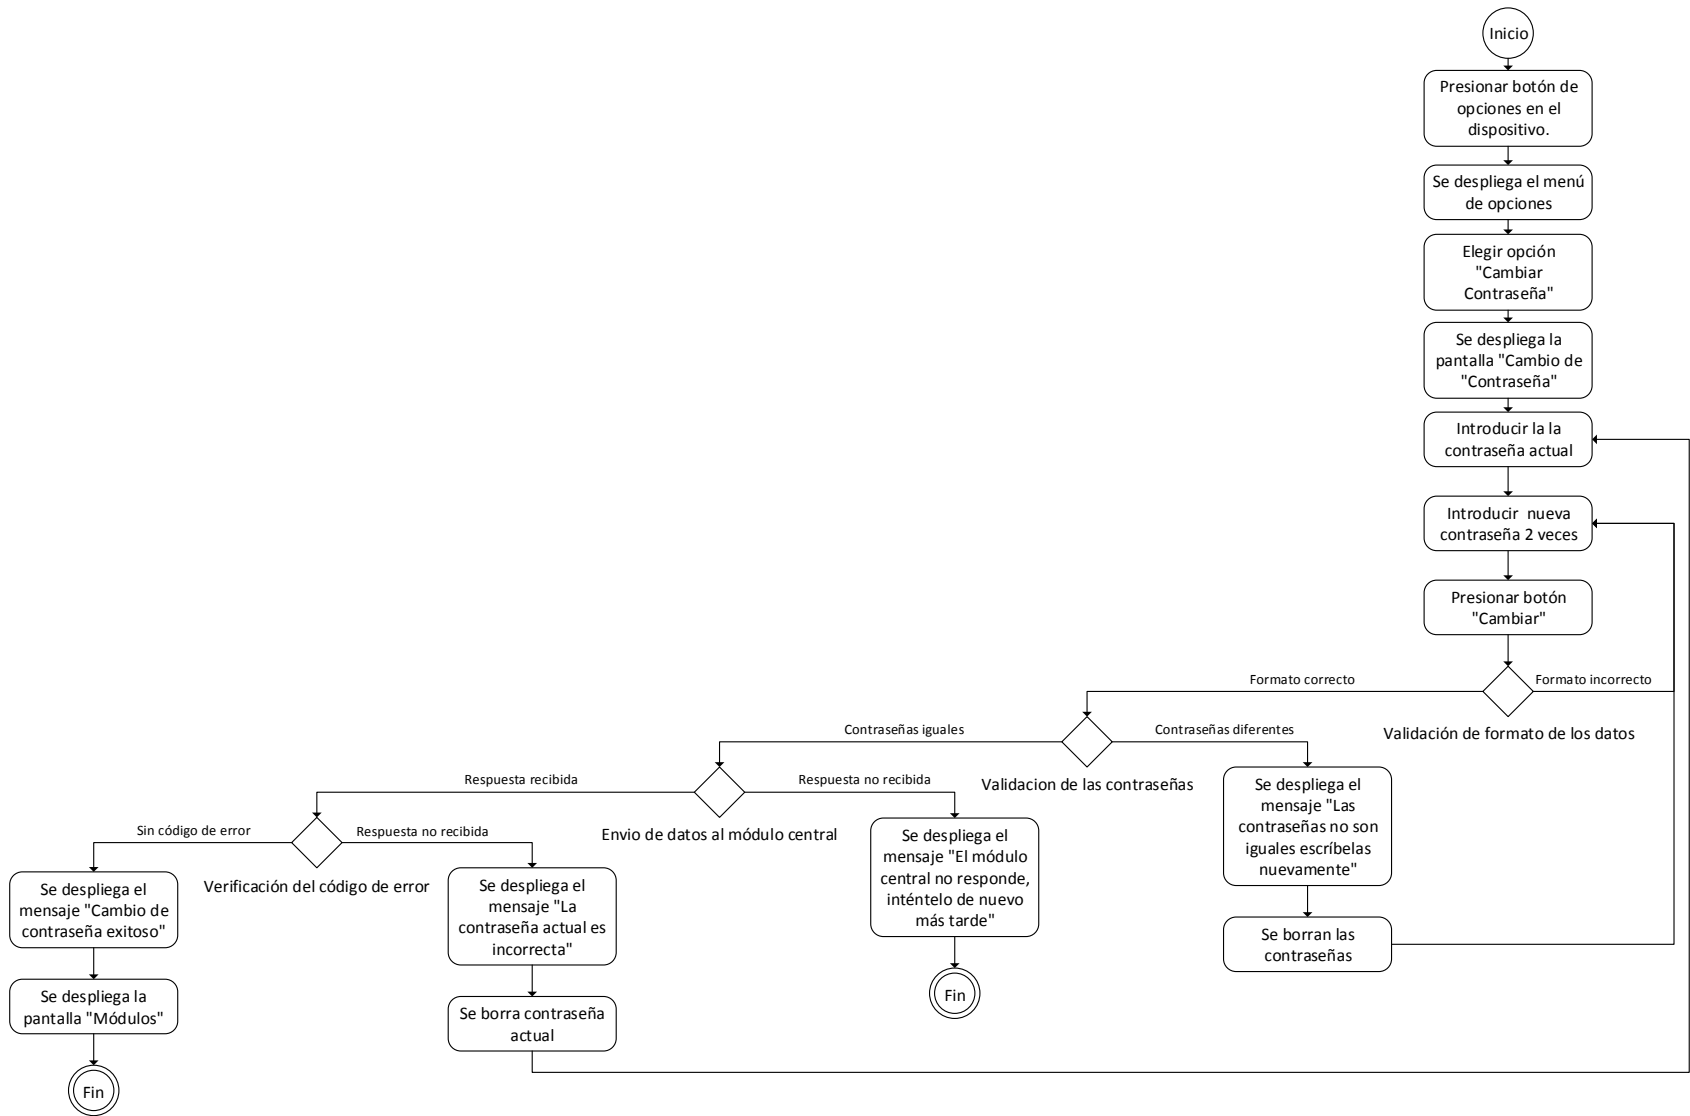 Inicio
Presionar botón de
opciones en el
dispositivo.
Se despliega el menú
de opciones
Elegir opción
"Cambiar
Contraseña"
Se despliega la
pantalla "Cambio de
"Contraseña"
Introducir la la
contraseña actual
Introducir nueva
contraseña 2 veces
Presionar botón
"Cambiar"
Formato correcto
Formato incorrecto
Validación de formato de los datos
Contraseñas iguales
Contraseñas diferentes
Validacion de las contraseñas
Respuesta recibida
Respuesta no recibida
Envio de datos al módulo central
Se despliega el
mensaje "Las
contraseñas no son
iguales escríbelas
nuevamente"
Sin código de error
Respuesta no recibida
Verificación del código de error
Se despliega el
mensaje "El módulo
central no responde,
inténtelo de nuevo
más tarde"
Se despliega el
mensaje "Cambio de
contraseña exitoso"
Se despliega el
mensaje "La
contraseña actual es
incorrecta"
Se borran las
contraseñas
Se despliega la
pantalla "Módulos"
Se borra contraseña
actual
Fin
Fin